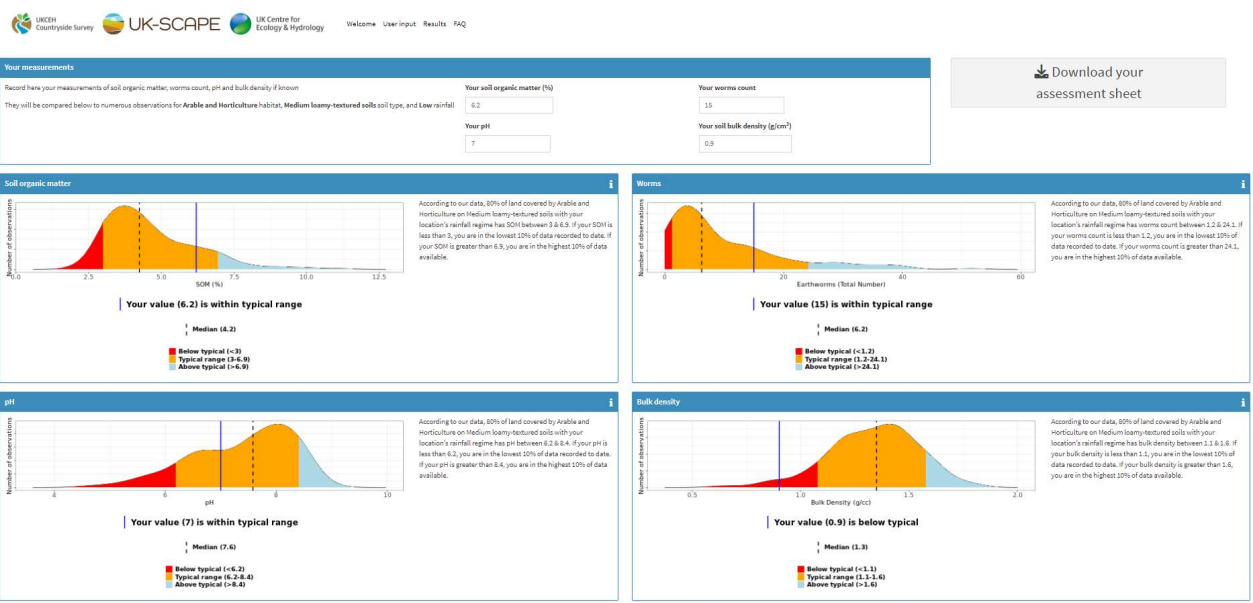 UKCEH
Countryside Survey
UK-SCAPE
UK Centre for
Ecology & Hydrology
Welcome User input Results FAQ
Your measurements
Record here your measurements of soil organic matter, worms count, pH and bulk density if known
They will be compared below to numerous observations for Arable and Horticulture habitat, Medium loamy-textured soils soil type, and Low rainfall
Your soil organic matter (%)
6.2
Your worms count
15
Your pH
7
Your soil bulk density (g/cm²)
0.9
Download your
assessment sheet
Soil organic matter
Number of observations
0.0 2.5 5.0 7.5 10.0 12.5
SOM (%)
Your value (6.2) is within typical range
Median (4.2)
Below typical (<3)
Typical range (3-6.9)
Above typical (>6.9)
According to our data, 80% of land covered by Arable and
Horticulture on Medium loamy-textured soils with your
location's rainfall regime has SOM between 3 & 6.9. If your SOM is
less than 3, you are in the lowest 10% of data recorded to date. If
your SOM is greater than 6.9, you are in the highest 10% of data
available.
Worms
Number of observations
0 20 40 60
Earthworms (Total Number)
Your value (15) is within typical range
Median (6.2)
Below typical (<1.2)
Typical range (1.2-24.1)
Above typical (>24.1)
According to our data, 80% of land covered by Arable and
Horticulture on Medium loamy-textured soils with your
location's rainfall regime has worms count between 1.2 & 24.1. If
your worms count is less than 1.2, you are in the lowest 10% of
data recorded to date. If your worms count is greater than 24.1,
you are in the highest 10% of data available.
pH
Number of observations
4 6 8 10
pH
Your value (7) is within typical range
Median (7.6)
Below typical (<6.2)
Typical range (6.2-8.4)
Above typical (>8.4)
According to our data, 80% of land covered by Arable and
Horticulture on Medium loamy-textured soils with your
location's rainfall regime has pH between 6.2 & 8.4. If your pH is
less than 6.2, you are in the lowest 10% of data recorded to date.
If your pH is greater than 8.4, you are in the highest 10% of data
available.
Bulk density
Number of observations
0.5 1.0 1.5 2.0
Bulk Density (g/cc)
Your value (0.9) is below typical
Median (1.3)
Below typical (<1.1)
Typical range (1.1-1.6)
Above typical (>1.6)
According to our data, 80% of land covered by Arable and
Horticulture on Medium loamy-textured soils with your
location's rainfall regime has bulk density between 1.1 & 1.6. If
your bulk density is less than 1.1, you are in the lowest 10% of
data recorded to date. If your bulk density is greater than 1.6,
you are in the highest 10% of data available.